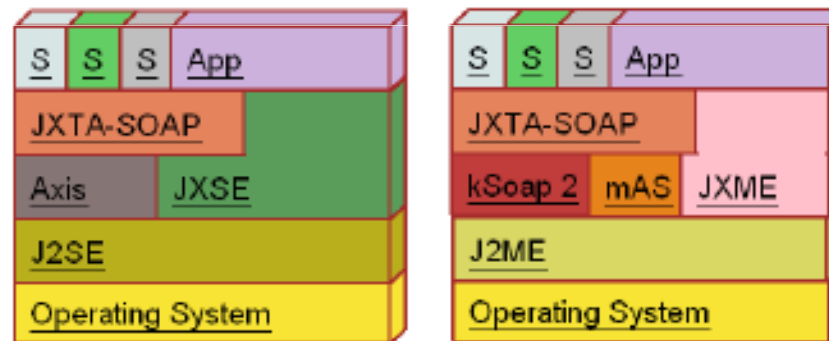 S S S App
JXTA-SOAP
Axis JXSE
J2SE
Operating System
S S S App
JXTA-SOAP
kSoap 2 mAS JXME
J2ME
Operating System